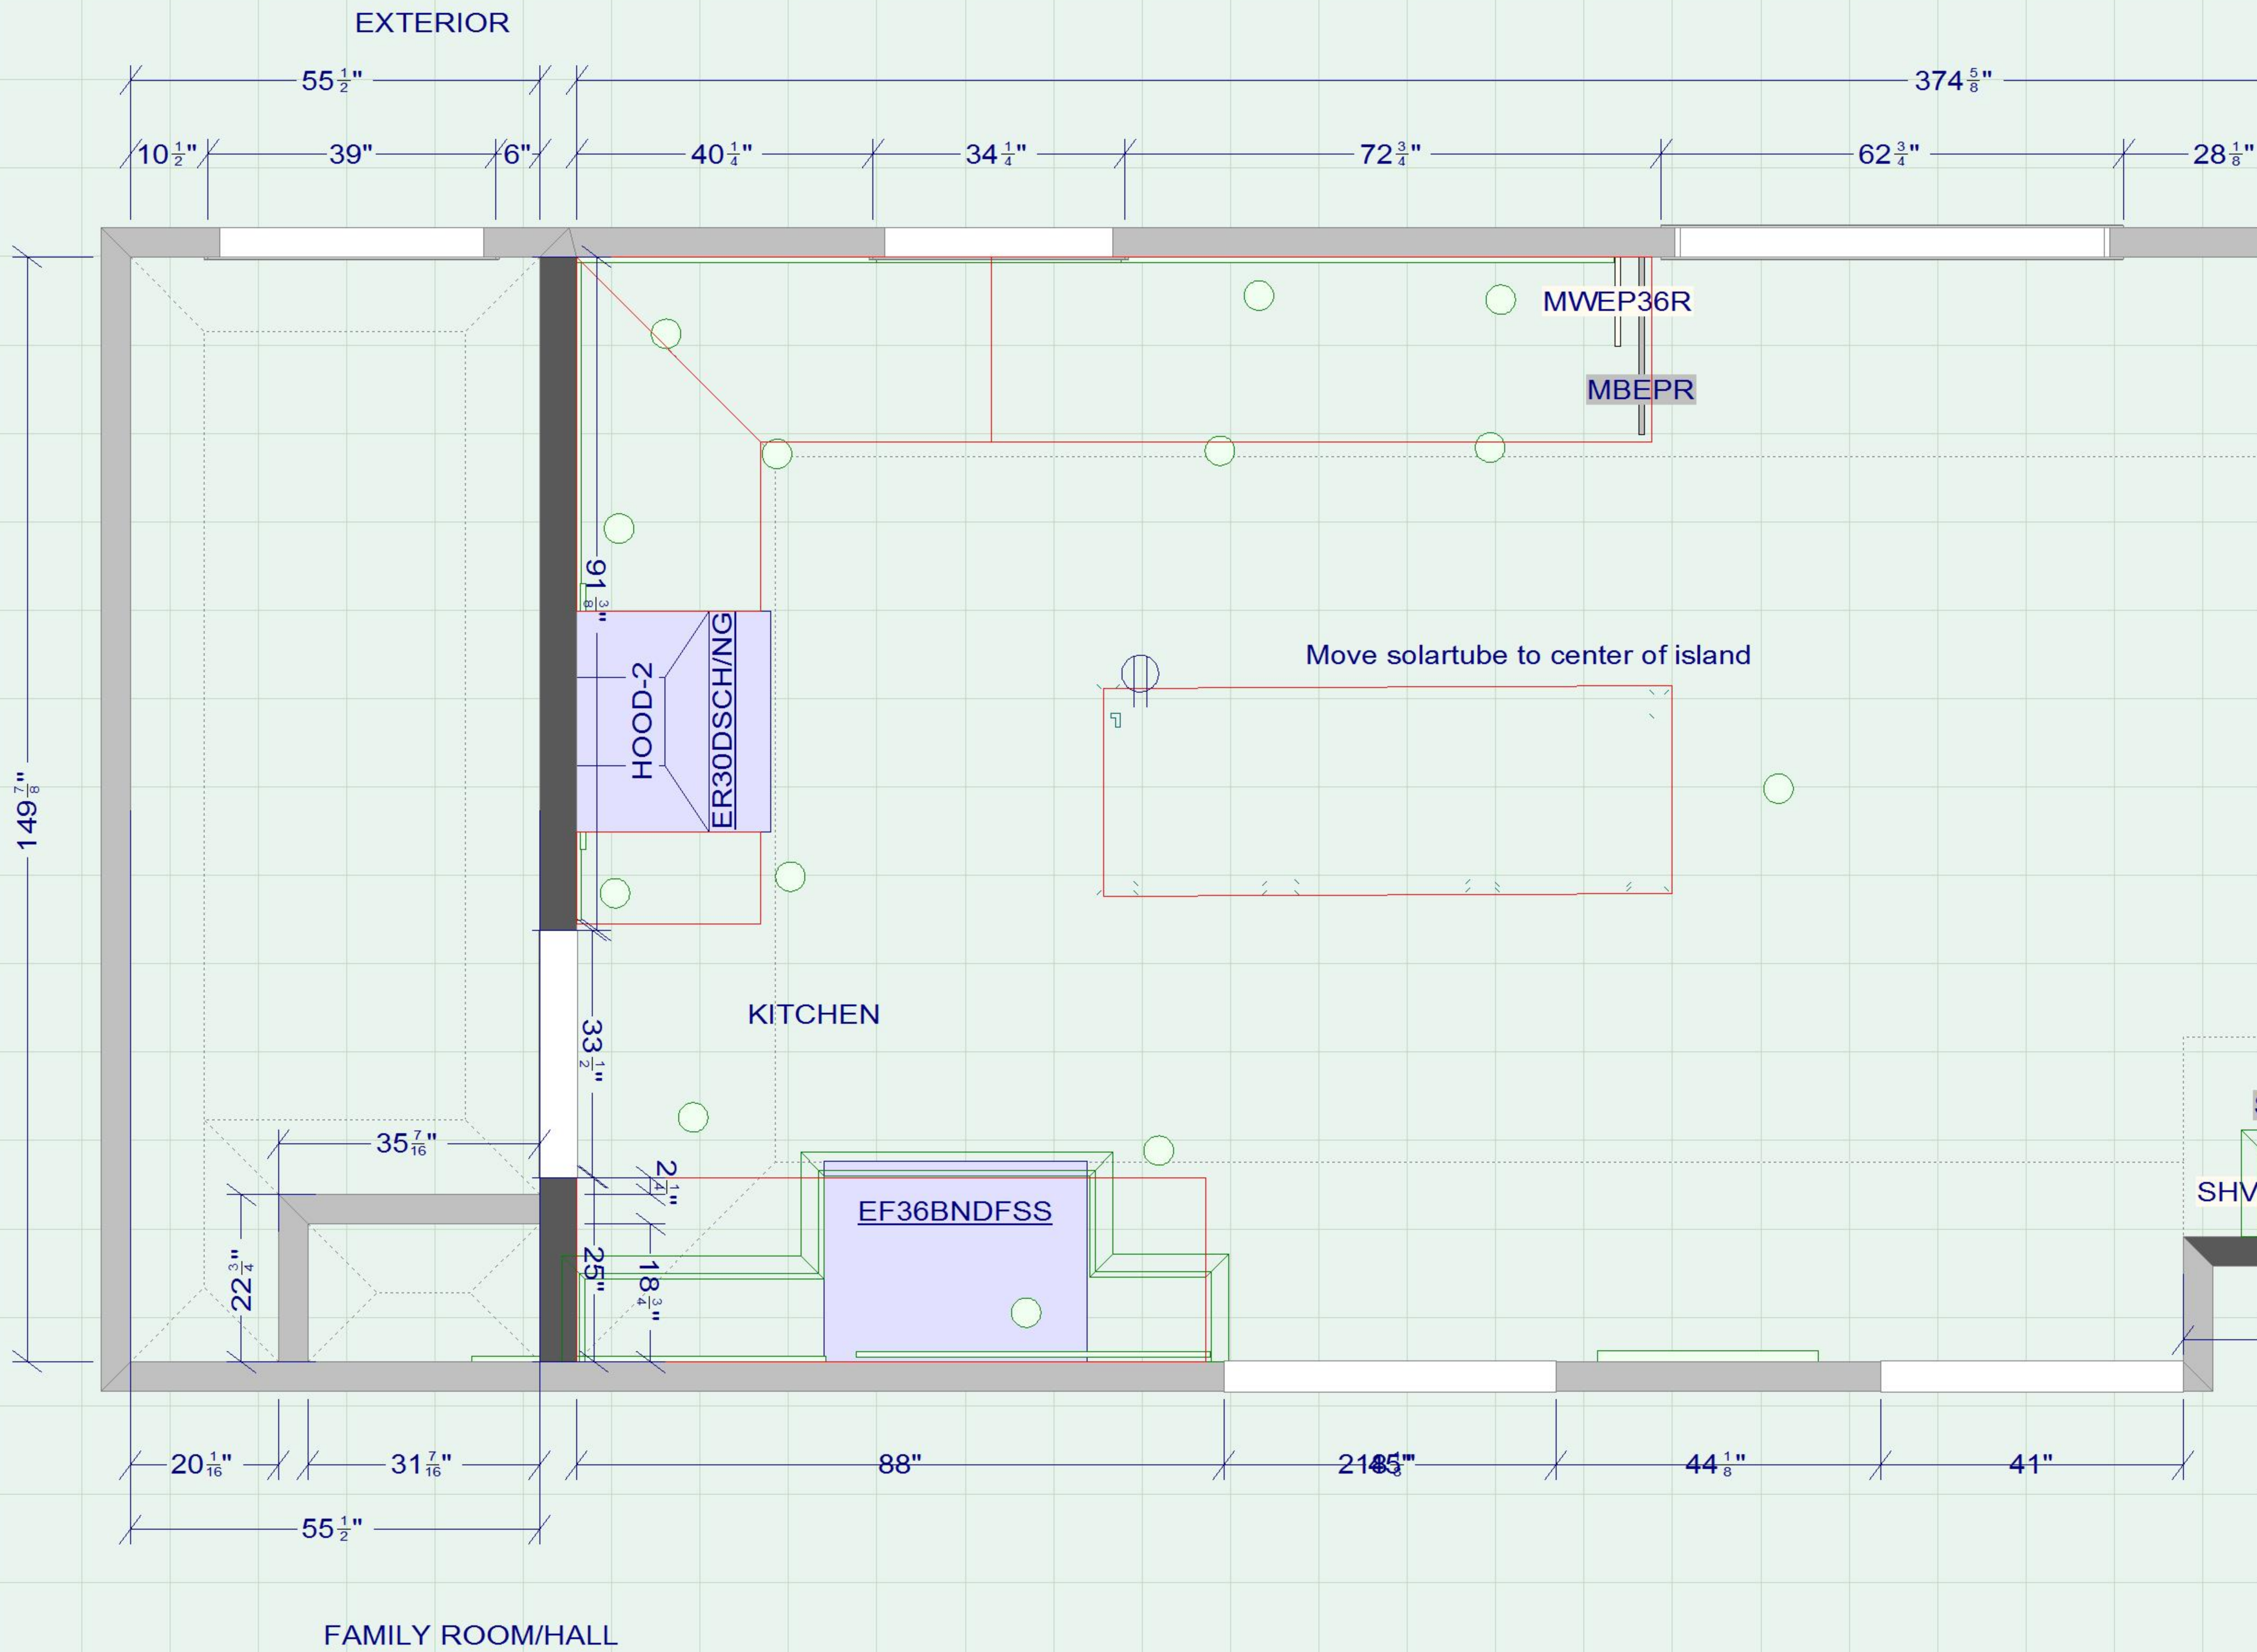 EXTERIOR
55 1/2"
374 5/8"
10 1/2"
39"
6"
40 1/4"
34 1/4"
72 3/4"
62 3/4"
28 1/8"
MWEP36R
MBEPR
91 3/8"
HOOD-2
ER30DSCH/NG
Move solartube to center of island
149 7/8"
KITCHEN
33 1/2"
35 7/16"
2 1/4"
EF36BNDFSS
SHV
22 3/4"
25"
18 3/4"
20 1/16"
31 7/16"
88"
45"
44 1/8"
41"
55 1/2"
FAMILY ROOM/HALL